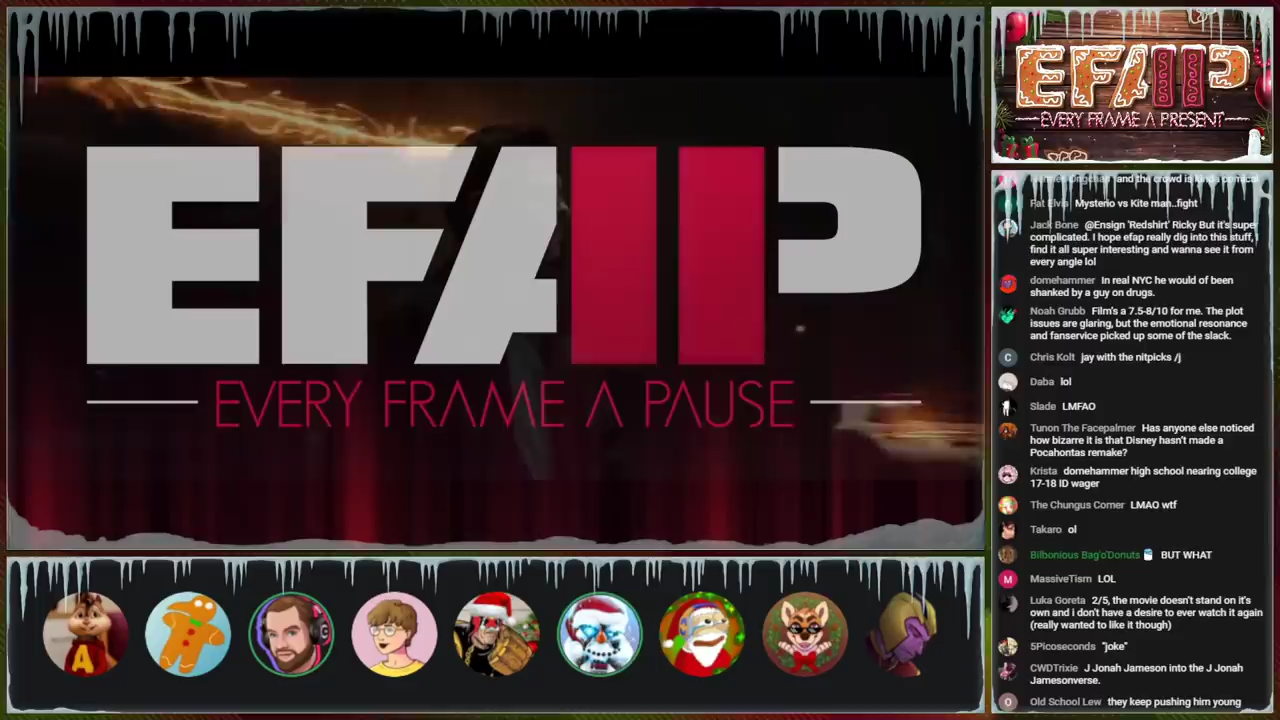 EFAP
EVERY FRAME A PAUSE
EFAP
EVERY FRAME A PRESENT
and the crowd is kinda comical
Fat Elvis Mysterio vs Kite man..fight
Jack Bone @Ensign 'Redshirt' Ricky But it's super
complicated. I hope efap really dig into this stuff, I
find it all super interesting and wanna see it from
every angle lol
domehammer In real NYC he would of been
shanked by a guy on drugs.
Noah Grubb Film's a 7.5-8/10 for me. The plot
issues are glaring, but the emotional resonance
and fanservice picked up some of the slack.
C Chris Kolt jay with the nitpicks /j
Daba lol
Slade LMFAO
Tunon The Facepalmer Has anyone else noticed
how bizarre it is that Disney hasn't made a
Pocahontas remake?
Krista domehammer high school nearing college
17-18 ID wager
The Chungus Corner LMAO wtf
Takaro ol
Bilbonious Bag'o'Donuts BUT WHAT
M MassiveTism LOL
Luka Goreta 2/5, the movie doesn't stand on it's
own and i don't have a desire to ever watch it again
(really wanted to like it though)
5Picoseconds "joke"
CWDTrixie J Jonah Jameson into the J Jonah
Jamesonverse.
O Old School Lew they keep pushing him young
A